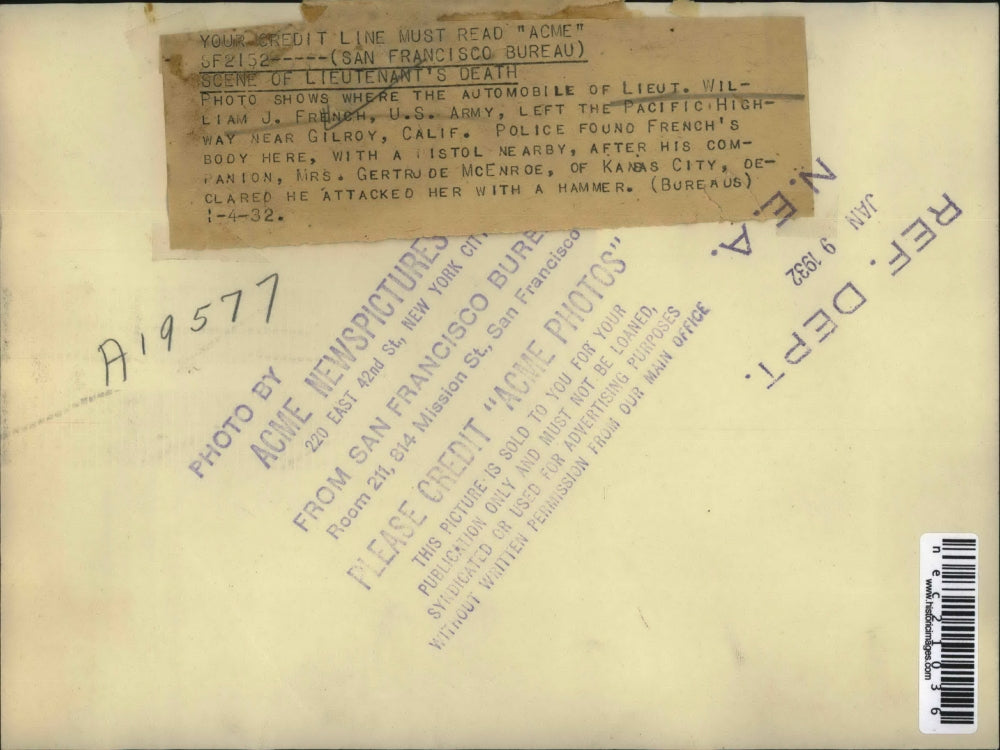 YOUR CREDIT LINE MUST READ "ACME"
SF2152-----(SAN FRANCISCO BUREAU)
SCENE OF LIEUTENANT'S DEATH
PHOTO SHOWS WHERE THE AUTOMOBILE OF LIEUT. WIL-
LIAM J. FRENCH, U.S. ARMY, LEFT THE PACIFIC HIGH-
WAY NEAR GILROY, CALIF. POLICE FOUND FRENCH'S
BODY HERE, WITH A PISTOL NEARBY, AFTER HIS COM-
PANION, MRS. GERTRUDE MCENROE, OF KANSAS CITY, DE-
CLARED HE ATTACKED HER WITH A HAMMER. (BUREAUS)
1-4-32.
N.E.A.
JAN 9 1932
REF. DEPT.
A19577
PHOTO BY
ACME NEWSPICTURES
220 EAST 42nd St., NEW YORK CITY
FROM SAN FRANCISCO BURE
Room 211, 814 Mission St., San Francisco
PLEASE CREDIT "ACME PHOTOS"
THIS PICTURE IS SOLD TO YOU FOR YOUR
PUBLICATION ONLY AND MUST NOT BE LOANED,
SYNDICATED OR USED FOR ADVERTISING PURPOSES
WITHOUT WRITTEN PERMISSION FROM OUR MAIN OFFICE
nec21036
www.historicimages.com